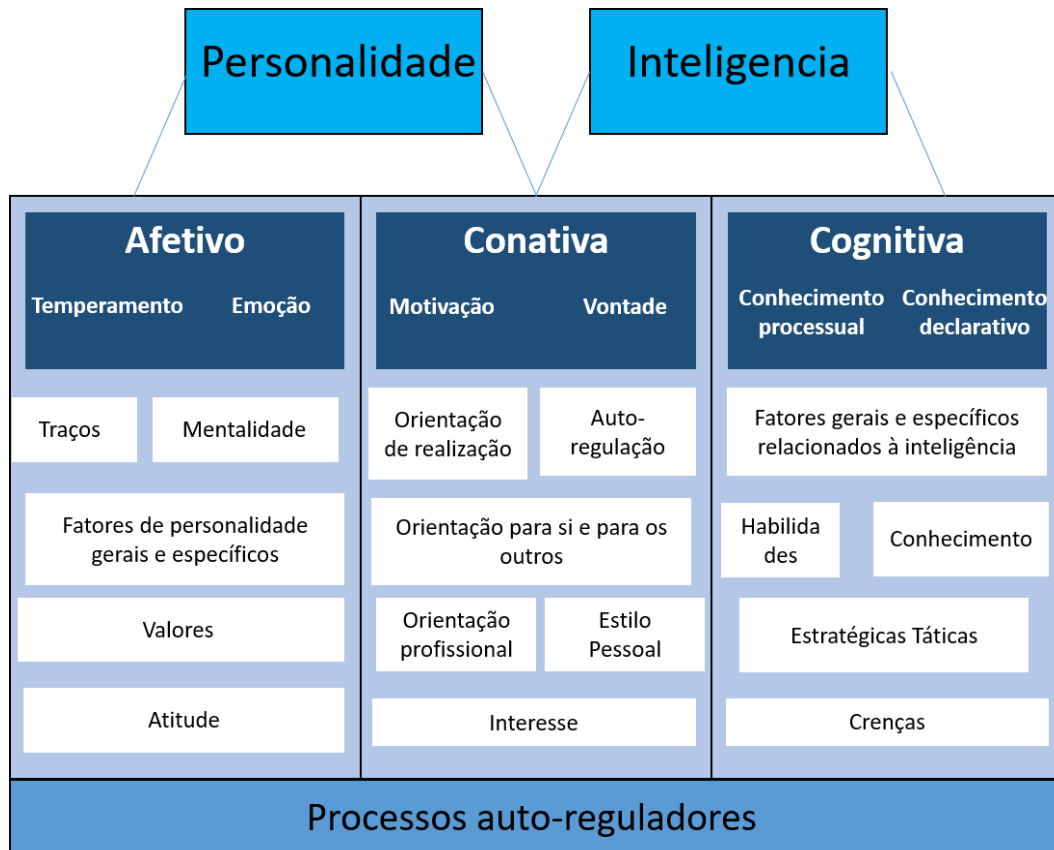 Personalidade
Inteligencia
Afetivo
Temperamento
Emoção
Traços
Mentalidade
Fatores de personalidade
gerais e específicos
Valores
Atitude
Conativa
Motivação
Vontade
Orientação
de realização
Auto-
regulação
Orientação para si e para os
outros
Orientação
profissional
Estilo
Pessoal
Interesse
Cognitiva
Conhecimento
processual
Conhecimento
declarativo
Fatores gerais e específicos
relacionados à inteligência
Habilida
des
Conhecimento
Estratégicas Táticas
Crenças
Processos auto-reguladores